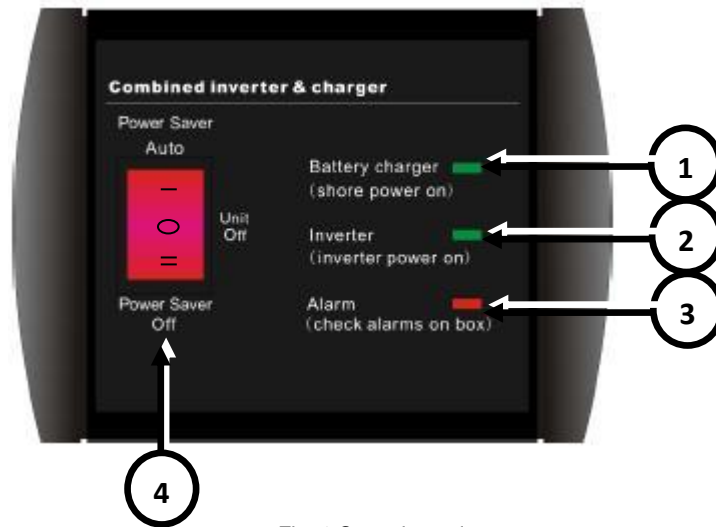 Combined inverter & charger
Power Saver
Auto
I
O
II
Unit
Off
Power Saver
Off
Battery charger
(shore power on)
Inverter
(inverter power on)
Alarm
(check alarms on box)
1
2
3
4